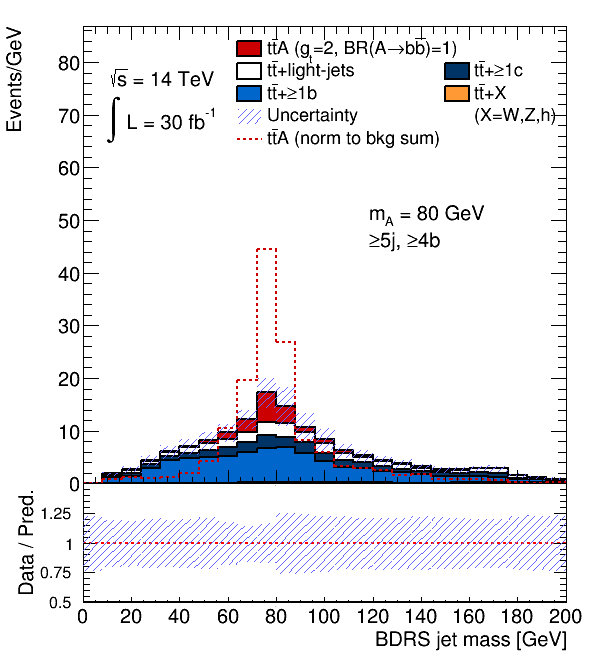 Events/GeV
80
70
60
50
40
30
20
10
0
√s = 14 TeV
∫ L = 30 fb⁻¹
tt̄A (gₜ=2, BR(A→bb̄)=1)
tt̄+light-jets
tt̄+≥1c
tt̄+≥1b
tt̄+X
Uncertainty
(X=W,Z,h)
tt̄A (norm to bkg sum)
m_A = 80 GeV
≥5j, ≥4b
Data / Pred.
1.25
1
0.75
0.5
0 20 40 60 80 100 120 140 160 180 200
BDRS jet mass [GeV]